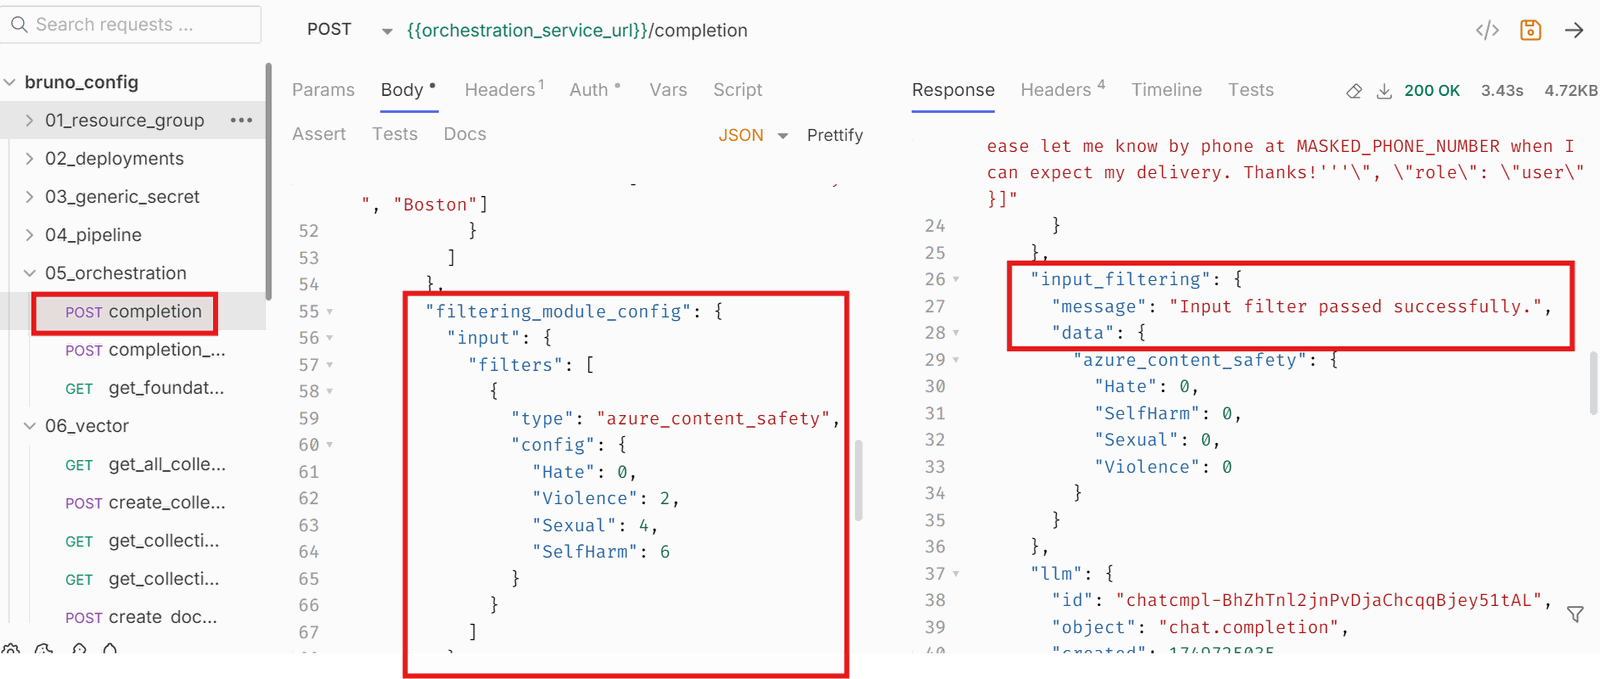 Search requests ...
bruno_config
01_resource_group
02_deployments
03_generic_secret
04_pipeline
05_orchestration
POST completion
POST completion_...
GET get_foundat...
06_vector
GET get_all_colle...
POST create_colle...
GET get_collecti...
GET get_collecti...
POST create doc...
POST {{orchestration_service_url}}/completion
Params Body Headers 1 Auth Vars Script
Assert Tests Docs JSON Prettify
", "Boston"]
52 }
53 ]
54 },
55 "filtering_module_config": {
56 "input": {
57 "filters": [
58 {
59 "type": "azure_content_safety",
60 "config": {
61 "Hate": 0,
62 "Violence": 2,
63 "Sexual": 4,
64 "SelfHarm": 6
65 }
66 }
67 ]
Response Headers 4 Timeline Tests 200 OK 3.43s 4.72KB
ease let me know by phone at MASKED_PHONE_NUMBER when I
can expect my delivery. Thanks!'''\", \"role\": \"user\"
}]"
24 }
25 },
26 "input_filtering": {
27 "message": "Input filter passed successfully.",
28 "data": {
29 "azure_content_safety": {
30 "Hate": 0,
31 "SelfHarm": 0,
32 "Sexual": 0,
33 "Violence": 0
34 }
35 }
36 },
37 "llm": {
38 "id": "chatcmpl-BhZhTnl2jnPvDjaChcqqBjey51tAL",
39 "object": "chat.completion",
40 "created": 1749725035